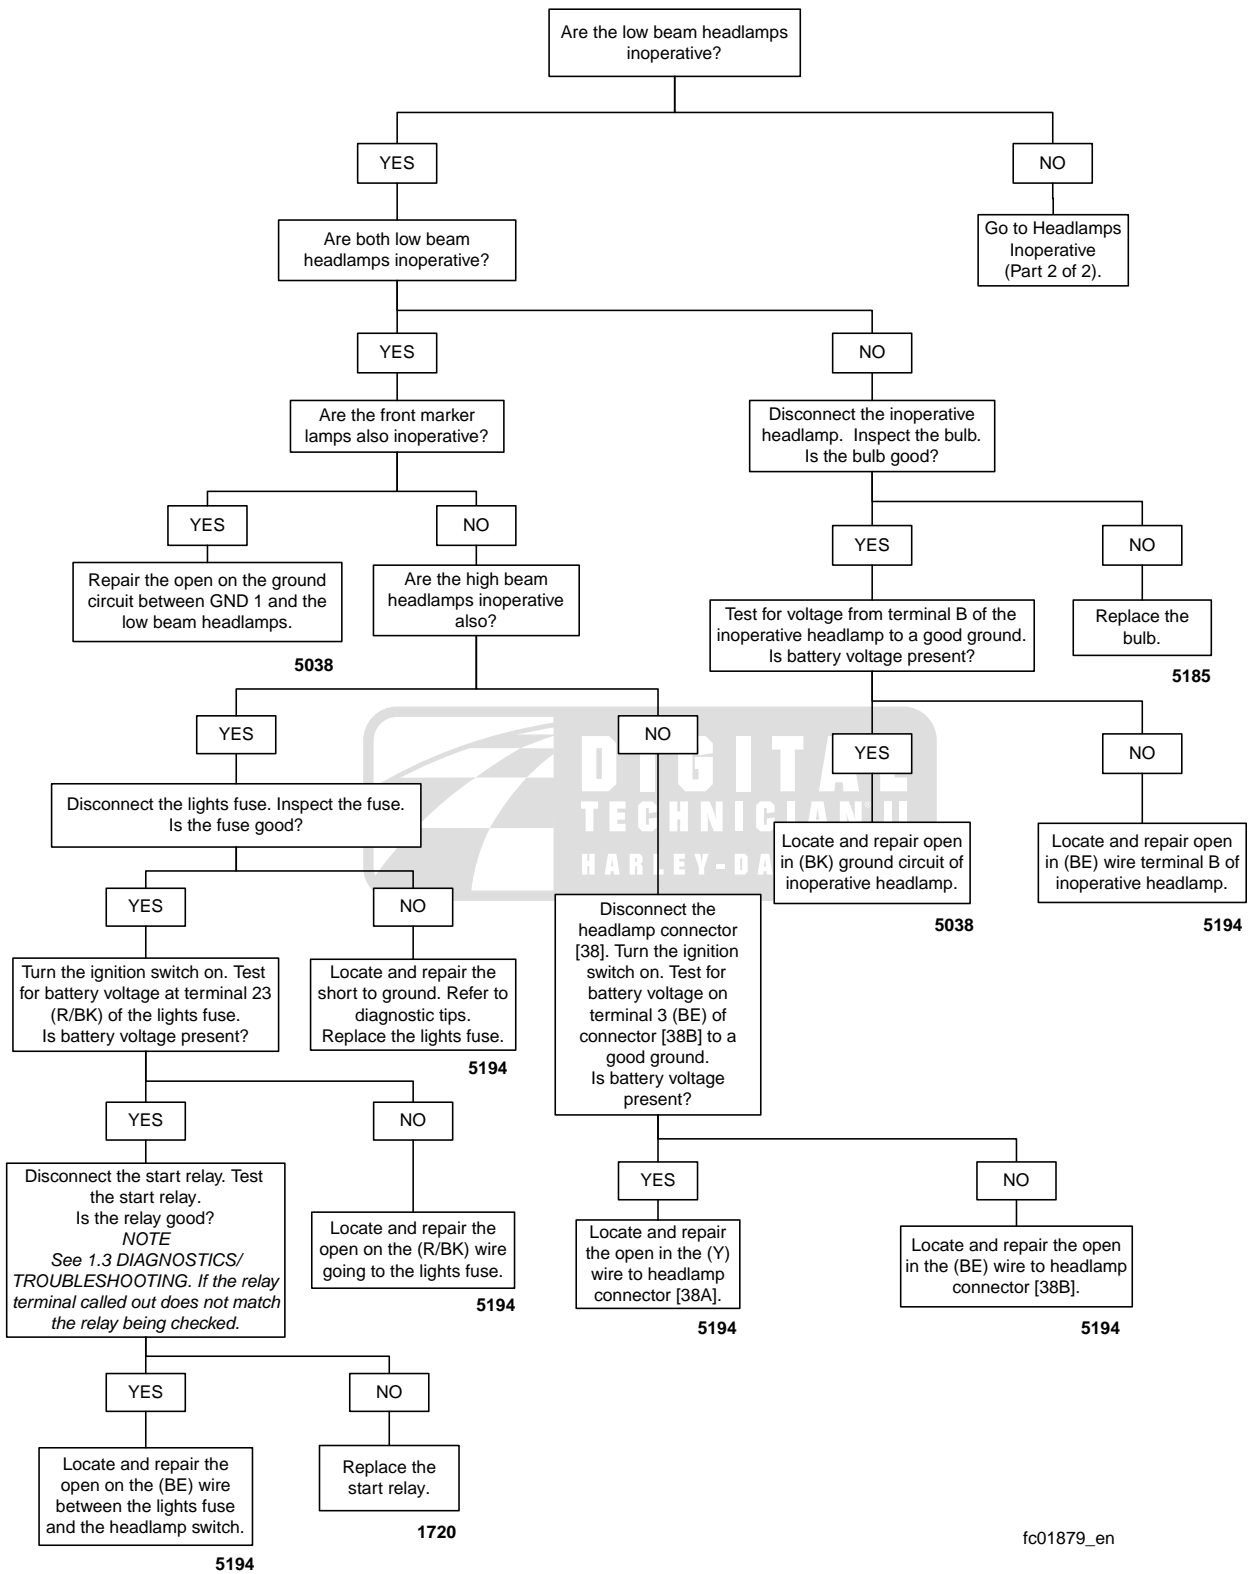 Are the low beam headlamps
inoperative?
YES
NO
Are both low beam
headlamps inoperative?
Go to Headlamps
Inoperative
(Part 2 of 2).
YES
NO
Are the front marker
lamps also inoperative?
Disconnect the inoperative
headlamp.  Inspect the bulb.
Is the bulb good?
YES
NO
YES
NO
Repair the open on the ground
circuit between GND 1 and the
low beam headlamps.
5038
Are the high beam
headlamps inoperative
also?
Test for voltage from terminal B of the
inoperative headlamp to a good ground.
Is battery voltage present?
Replace the
bulb.
5185
YES
NO
YES
NO
DIGITAL
TECHNICIAN II
HARLEY-DA
Disconnect the lights fuse. Inspect the fuse.
Is the fuse good?
Locate and repair open
in (BK) ground circuit of
inoperative headlamp.
5038
Locate and repair open
in (BE) wire terminal B of
inoperative headlamp.
5194
YES
NO
Disconnect the
headlamp connector
[38]. Turn the ignition
switch on. Test for
battery voltage on
terminal 3 (BE) of
connector [38B] to a
good ground.
Is battery voltage
present?
Turn the ignition switch on. Test
for battery voltage at terminal 23
(R/BK) of the lights fuse.
Is battery voltage present?
Locate and repair the
short to ground. Refer to
diagnostic tips.
Replace the lights fuse.
5194
YES
NO
YES
NO
Disconnect the start relay. Test
the start relay.
Is the relay good?
NOTE
See 1.3 DIAGNOSTICS/
TROUBLESHOOTING. If the relay
terminal called out does not match
the relay being checked.
Locate and repair the
open on the (R/BK) wire
going to the lights fuse.
5194
Locate and repair
the open in the (Y)
wire to headlamp
connector [38A].
5194
Locate and repair the open
in the (BE) wire to headlamp
connector [38B].
5194
YES
NO
Locate and repair the
open on the (BE) wire
between the lights fuse
and the headlamp switch.
5194
Replace the
start relay.
1720
fc01879_en